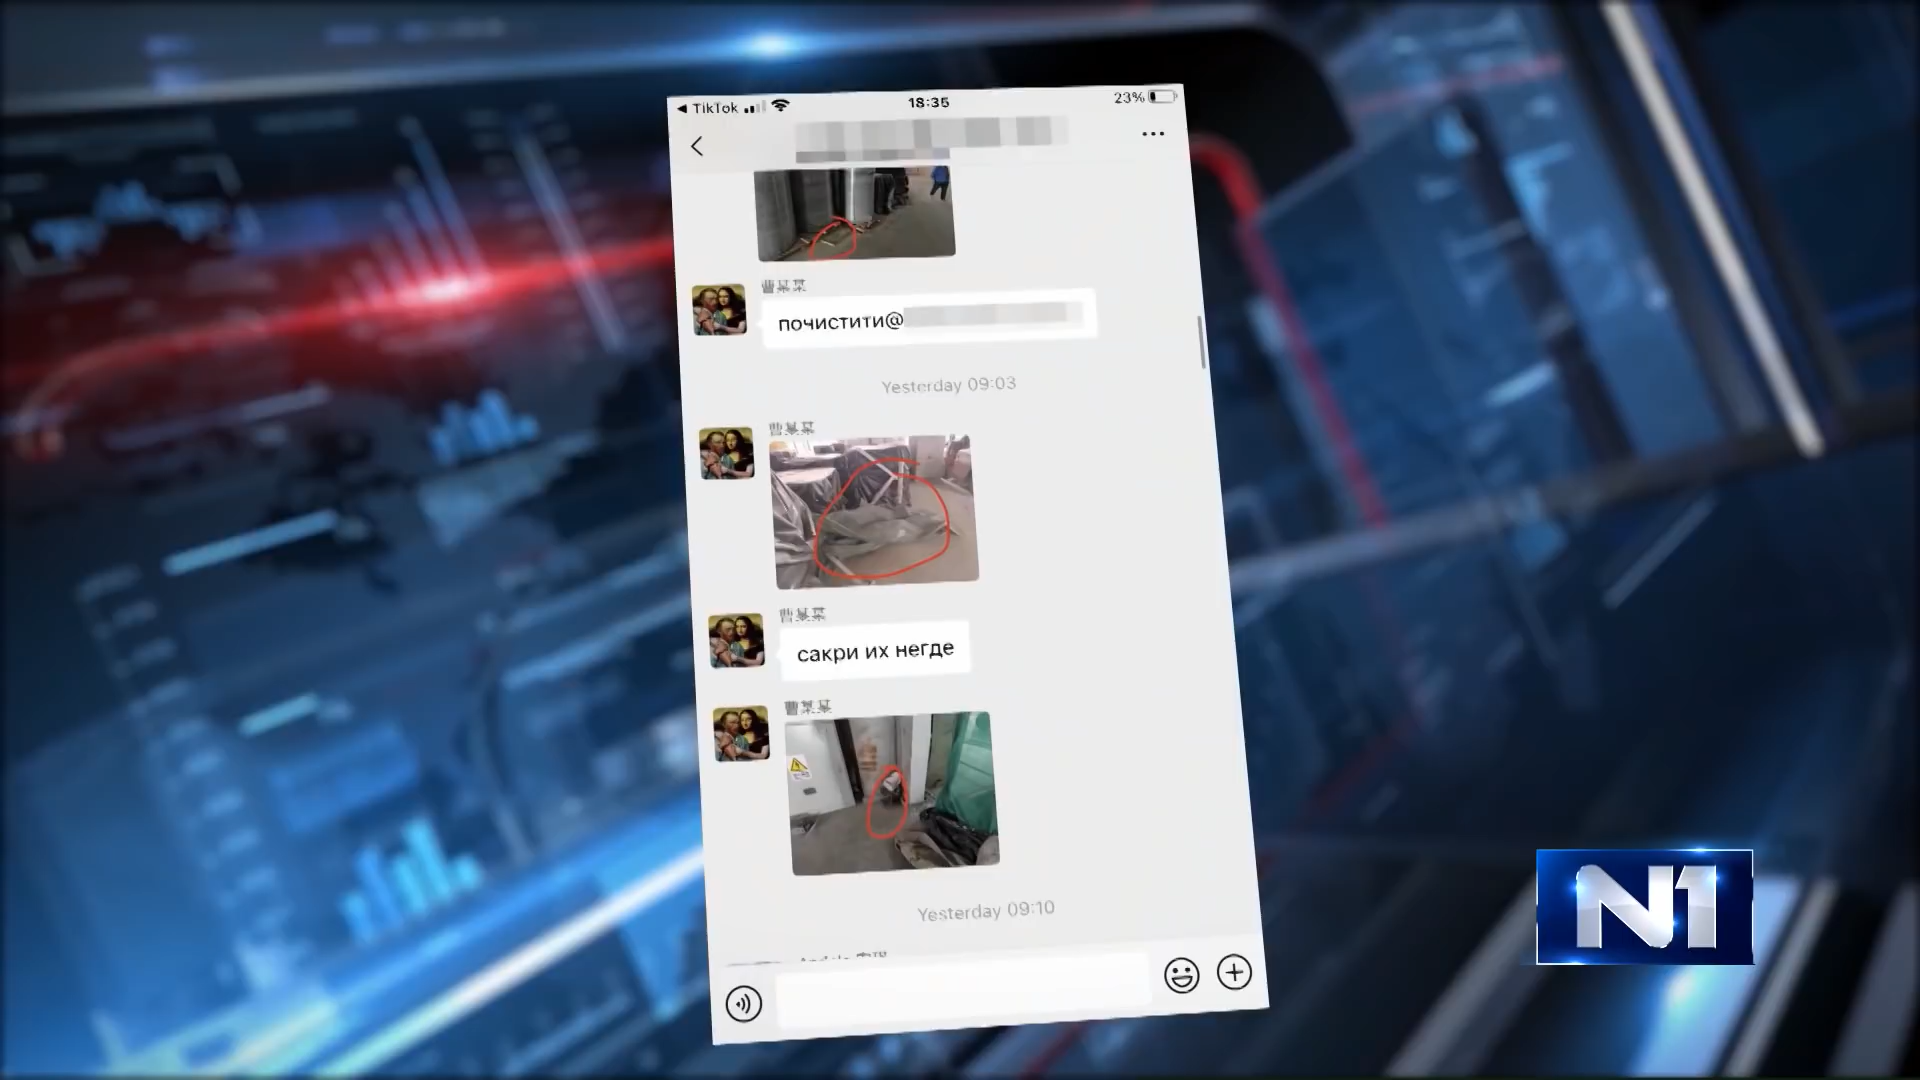 TikTok
18:35
23%
曹某某
почистити@
Yesterday 09:03
曹某某
曹某某
сакри их негде
曹某某
Yesterday 09:10
N1